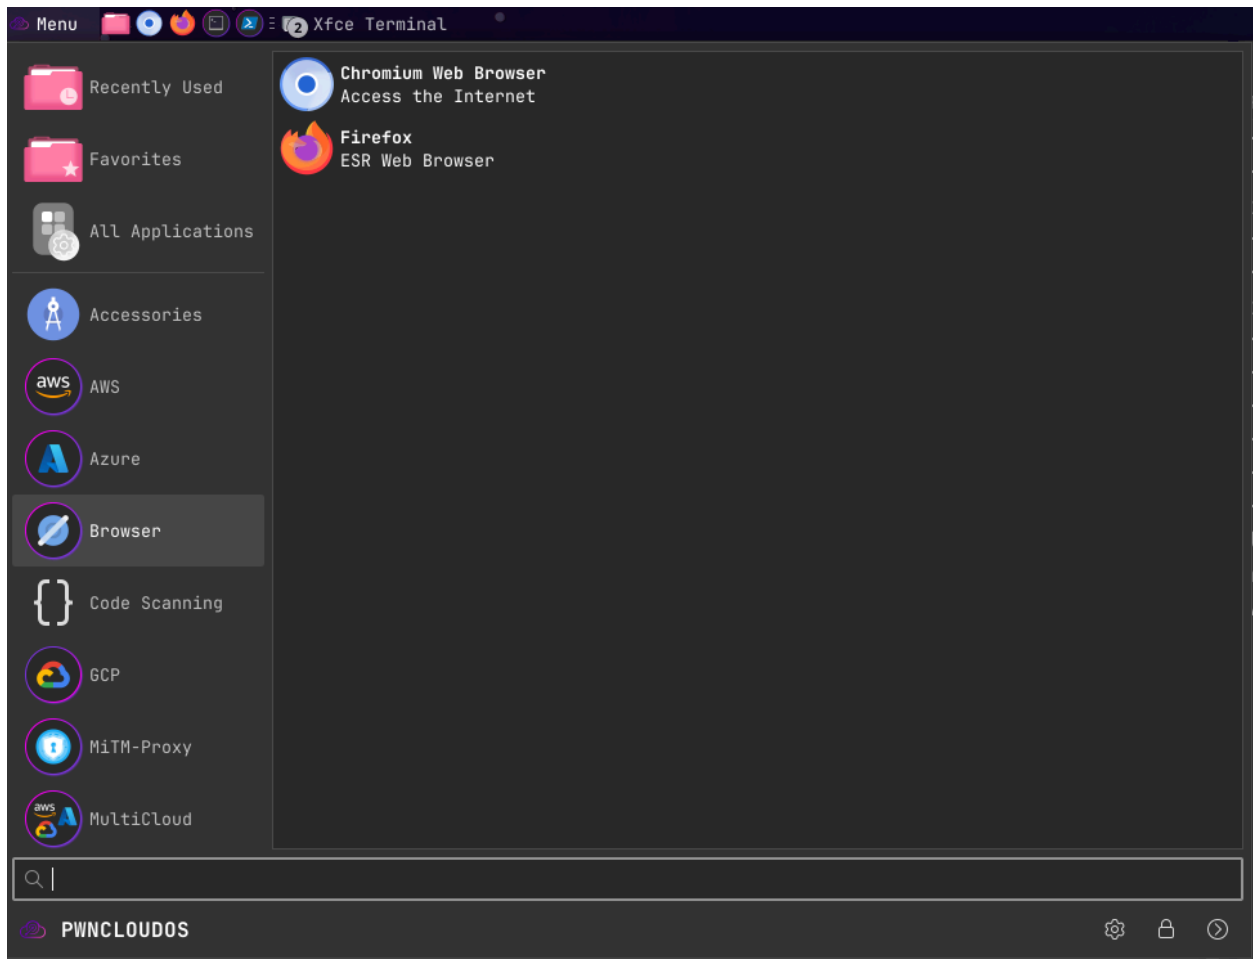 Menu
2 Xfce Terminal
Recently Used
Favorites
All Applications
Accessories
aws AWS
Azure
Browser
{} Code Scanning
GCP
MiTM-Proxy
aws MultiCloud
Chromium Web Browser
Access the Internet
Firefox
ESR Web Browser
PWNCLOUDOS